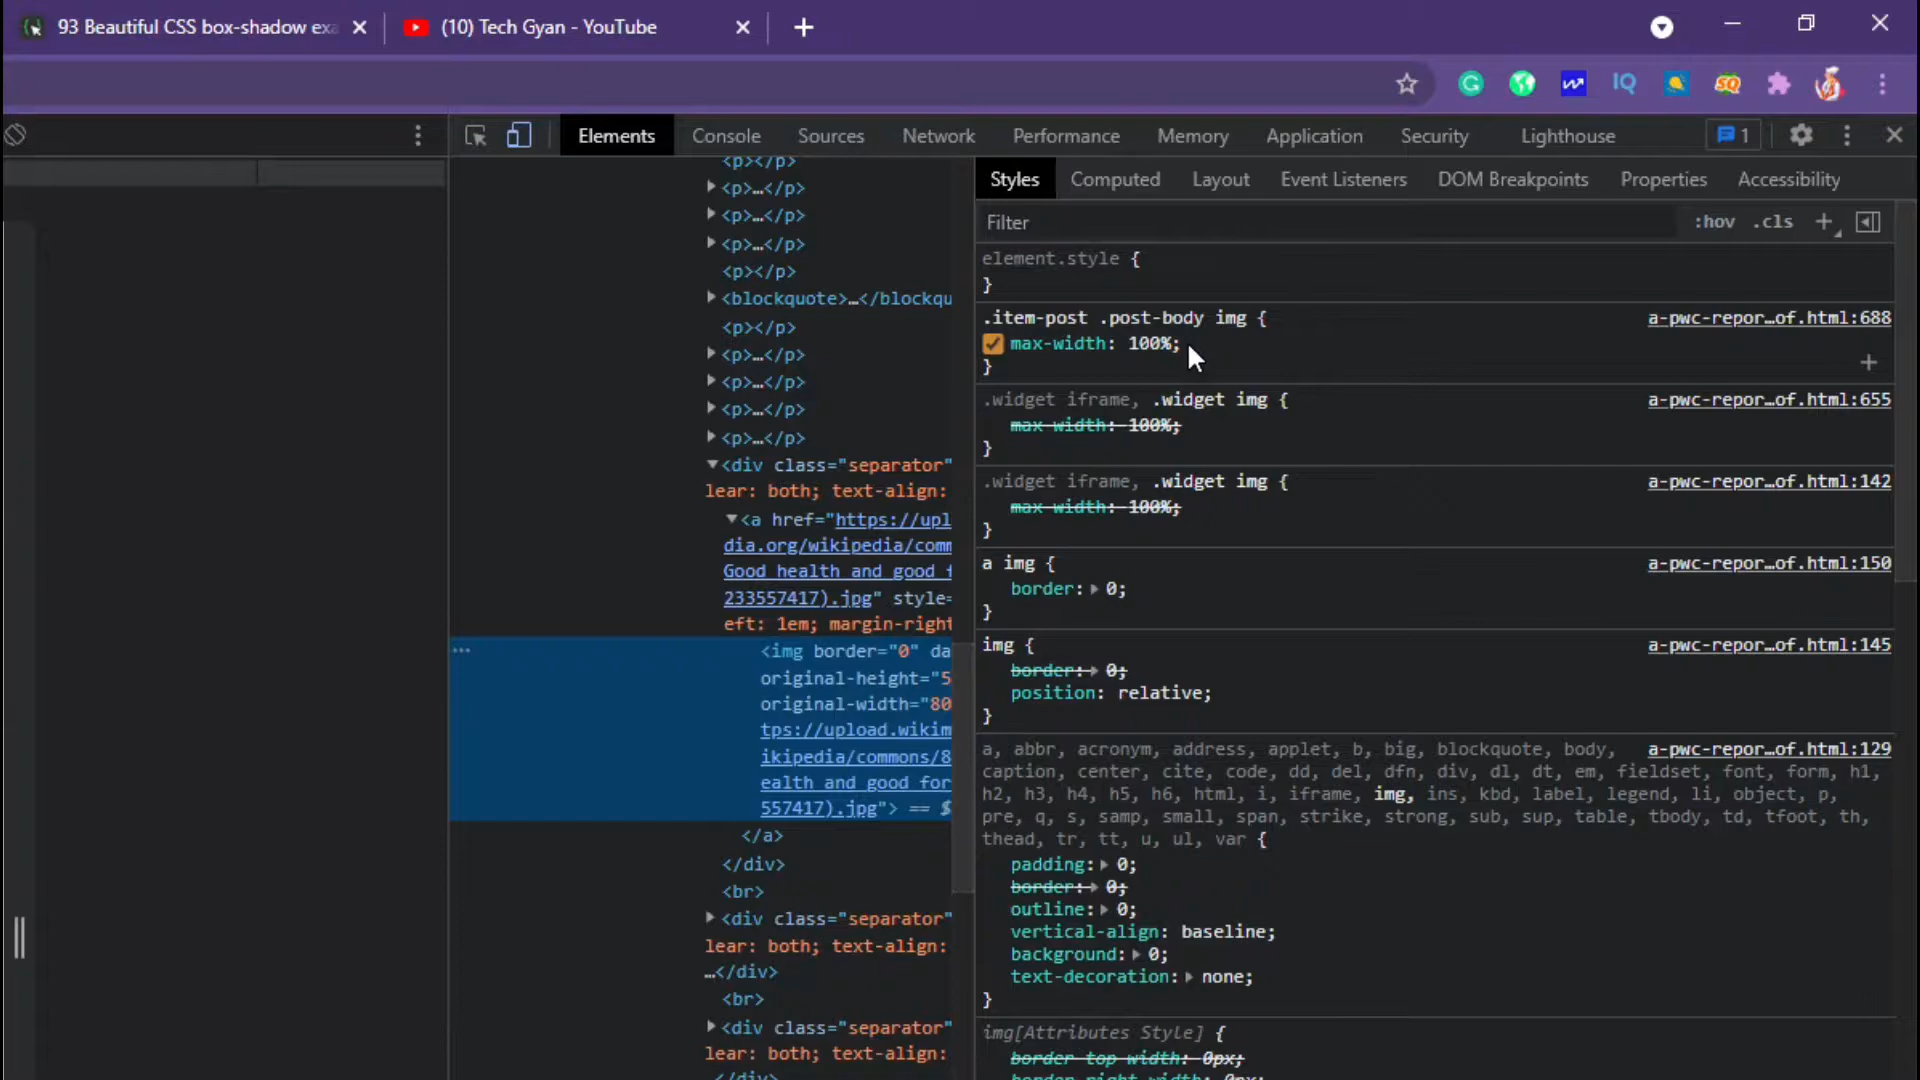 93 Beautiful CSS box-shadow exa
(10) Tech Gyan - YouTube
Elements Console Sources Network Performance Memory Application Security Lighthouse 1
<p></p>
<p>…</p>
<p>…</p>
<p>…</p>
<p></p>
<blockquote>…</blockqu
<p></p>
<p>…</p>
<p>…</p>
<p>…</p>
<p>…</p>
<div class="separator"
lear: both; text-align:
<a href="https://upl
dia.org/wikipedia/comm
Good health and good f
233557417).jpg" style=
eft: 1em; margin-right
<img border="0" da
original-height="5
original-width="80
tps://upload.wikim
ikipedia/commons/8
ealth and good for
557417).jpg"> == $
</a>
</div>
<br>
<div class="separator"
lear: both; text-align:
…</div>
<br>
<div class="separator"
lear: both; text-align:
</div>
Styles Computed Layout Event Listeners DOM Breakpoints Properties Accessibility
Filter :hov .cls
element.style {
}
.item-post .post-body img { a-pwc-repor…of.html:688
max-width: 100%;
}
.widget iframe, .widget img { a-pwc-repor…of.html:655
max-width: 100%;
}
.widget iframe, .widget img { a-pwc-repor…of.html:142
max-width: 100%;
}
a img { a-pwc-repor…of.html:150
border: 0;
}
img { a-pwc-repor…of.html:145
border: 0;
position: relative;
}
a, abbr, acronym, address, applet, b, big, blockquote, body, a-pwc-repor…of.html:129
caption, center, cite, code, dd, del, dfn, div, dl, dt, em, fieldset, font, form, h1,
h2, h3, h4, h5, h6, html, i, iframe, img, ins, kbd, label, legend, li, object, p,
pre, q, s, samp, small, span, strike, strong, sub, sup, table, tbody, td, tfoot, th,
thead, tr, tt, u, ul, var {
padding: 0;
border: 0;
outline: 0;
vertical-align: baseline;
background: 0;
text-decoration: none;
}
img[Attributes Style] {
border-top-width: 0px;
border-right-width: 0px;